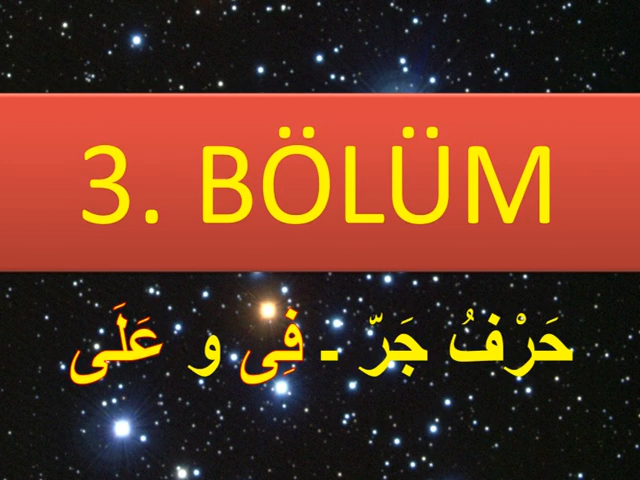 3. BÖLÜM
حَرْفُ جَرّ ـ فِى و عَلَى